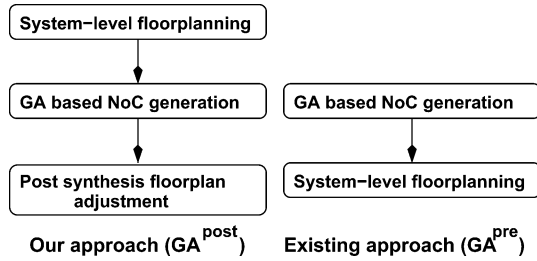 System-level floorplanning
GA based NoC generation
Post synthesis floorplan
adjustment
Our approach (GA^post)
GA based NoC generation
System-level floorplanning
Existing approach (GA^pre)